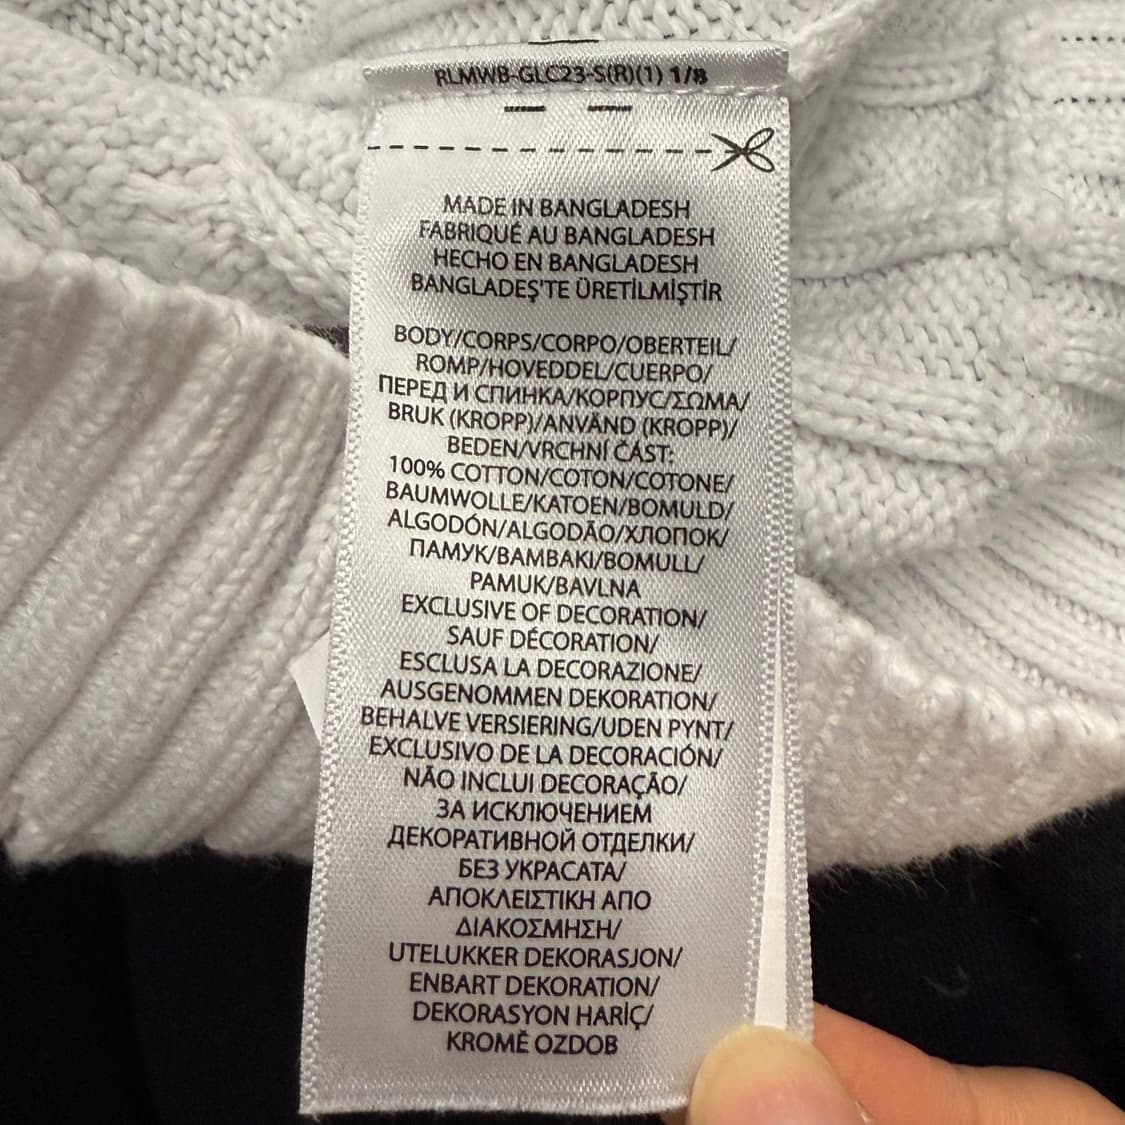 RLMWB-GLC23-S(R)(1) 1/8
MADE IN BANGLADESH
FABRIQUÉ AU BANGLADESH
HECHO EN BANGLADESH
BANGLADEŞ'TE ÜRETİLMİŞTİR
BODY/CORPS/CORPO/OBERTEIL/
ROMP/HOVEDDEL/CUERPO/
ПЕРЕД И СПИНКА/КОРПУС/ΣΩΜΑ/
BRUK (KROPP)/ANVÄND (KROPP)/
BEDEN/VRCHNÍ ČÁST:
100% COTTON/COTON/COTONE/
BAUMWOLLE/KATOEN/BOMULD/
ALGODÓN/ALGODÃO/ХЛОПОК/
ПАМУК/BAMBAKI/BOMULL/
PAMUK/BAVLNA
EXCLUSIVE OF DECORATION/
SAUF DÉCORATION/
ESCLUSA LA DECORAZIONE/
AUSGENOMMEN DEKORATION/
BEHALVE VERSIERING/UDEN PYNT/
EXCLUSIVO DE LA DECORACIÓN/
NÃO INCLUI DECORAÇÃO/
ЗА ИСКЛЮЧЕНИЕМ
ДЕКОРАТИВНОЙ ОТДЕЛКИ/
БЕЗ УКРАСАТА/
ΑΠΟΚΛΕΙΣΤΙΚΗ ΑΠΟ
ΔΙΑΚΟΣΜΗΣΗ/
UTELUKKER DEKORASJON/
ENBART DEKORATION/
DEKORASYON HARİÇ/
KROMĚ OZDOB